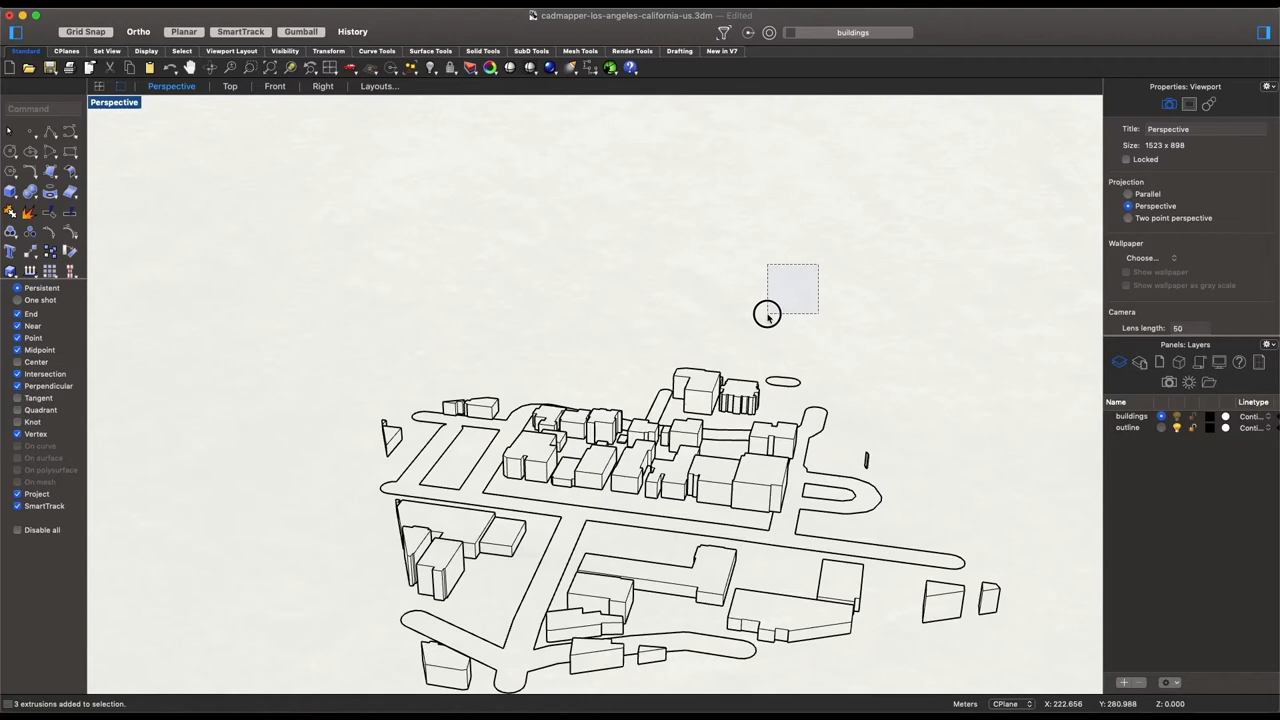 cadmapper-los-angeles-california-us.3dm — Edited
Grid Snap Ortho Planar SmartTrack Gumball History buildings
Standard CPlanes Set View Display Select Viewport Layout Visibility Transform Curve Tools Surface Tools Solid Tools SubD Tools Mesh Tools Render Tools Drafting New in V7
Perspective Top Front Right Layouts...
Perspective
Command
Persistent
One shot
End
Near
Point
Midpoint
Center
Intersection
Perpendicular
Tangent
Quadrant
Knot
Vertex
On curve
On surface
On polysurface
On mesh
Project
SmartTrack
Disable all
Properties: Viewport
Title: Perspective
Size: 1523 x 898
Locked
Projection
Parallel
Perspective
Two point perspective
Wallpaper
Choose...
Show wallpaper
Show wallpaper as gray scale
Camera
Lens length: 50
Panels: Layers
Name Linetype
buildings Conti...
outline Conti...
3 extrusions added to selection. Meters CPlane X: 222.656 Y: 280.988 Z: 0.000